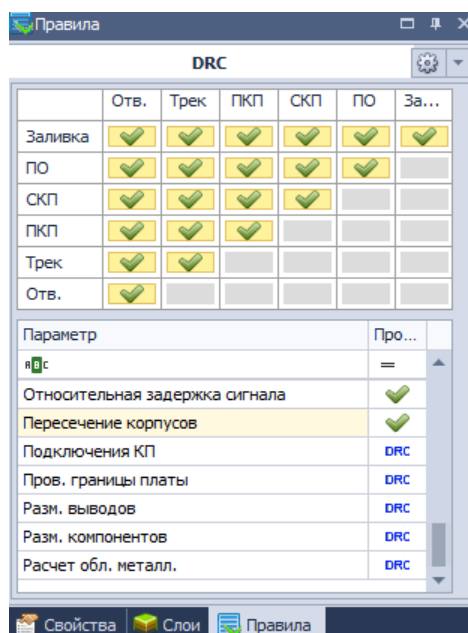 Правила
DRC
Отв. Трек ПКП СКП ПО За...
Заливка
ПО
СКП
ПКП
Трек
Отв.
Параметр Про...
ABC =
Относительная задержка сигнала
Пересечение корпусов
Подключения КП DRC
Пров. границы платы DRC
Разм. выводов DRC
Разм. компонентов DRC
Расчет обл. металл. DRC
Свойства Слои Правила